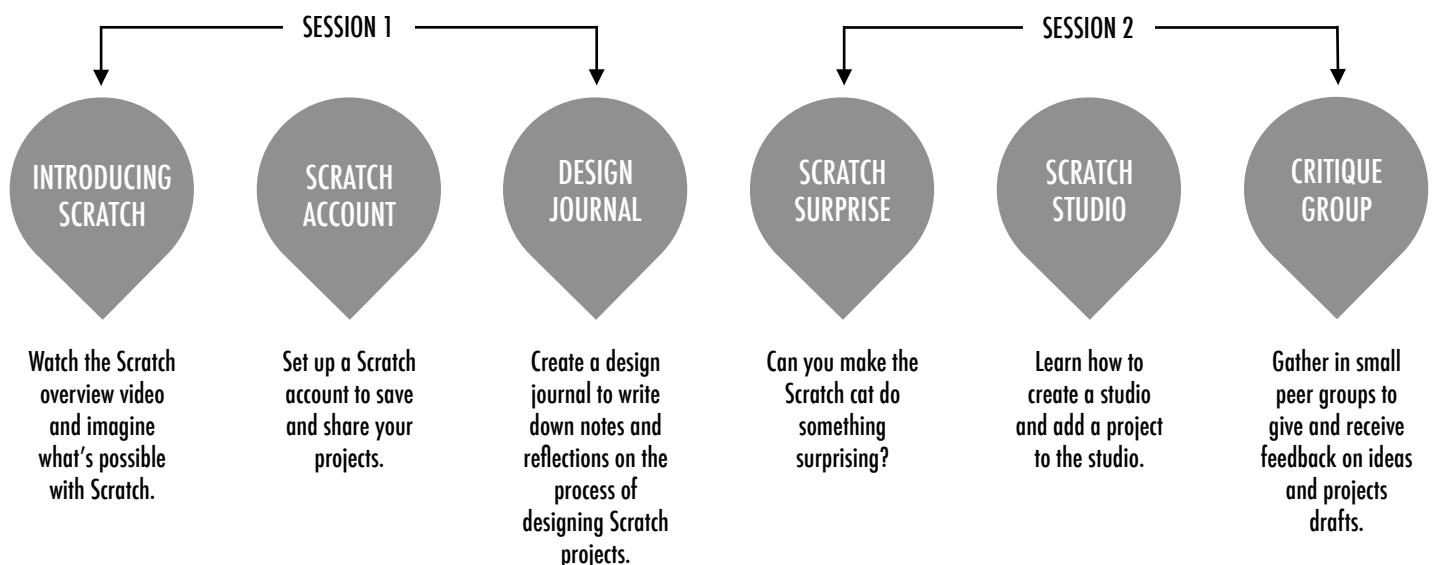 SESSION 1
INTRODUCING
SCRATCH
Watch the Scratch
overview video
and imagine
what's possible
with Scratch.
SCRATCH
ACCOUNT
Set up a Scratch
account to save
and share your
projects.
DESIGN
JOURNAL
Create a design
journal to write
down notes and
reflections on the
process of
designing Scratch
projects.
SESSION 2
SCRATCH
SURPRISE
Can you make the
Scratch cat do
something
surprising?
SCRATCH
STUDIO
Learn how to
create a studio
and add a project
to the studio.
CRITIQUE
GROUP
Gather in small
peer groups to
give and receive
feedback on ideas
and projects
drafts.